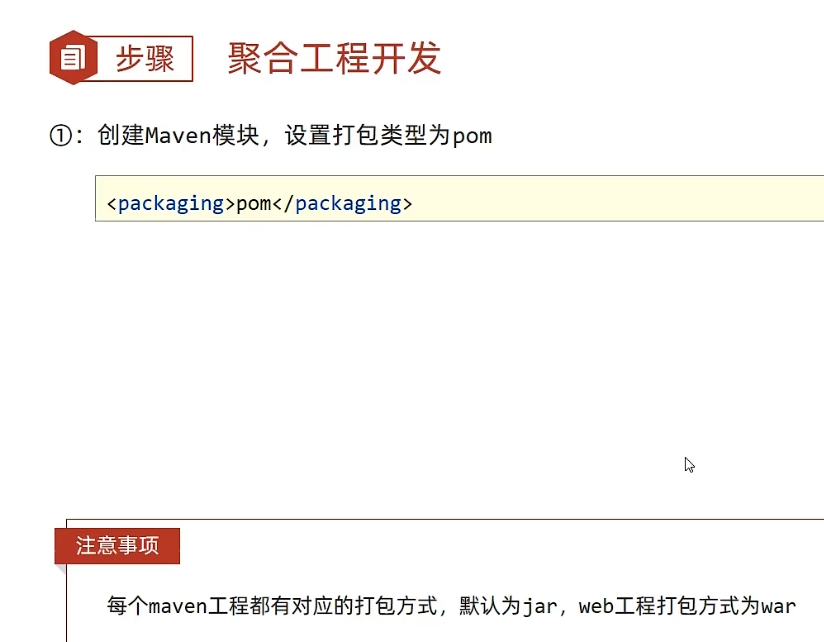 步骤 聚合工程开发
①：创建Maven模块，设置打包类型为pom
<packaging>pom</packaging>
注意事项
每个maven工程都有对应的打包方式，默认为jar，web工程打包方式为war